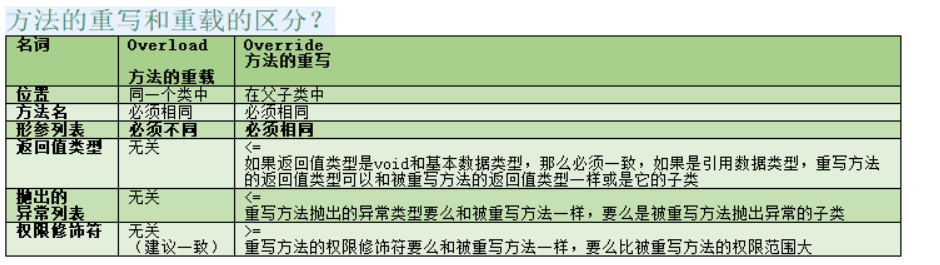 方法的重写和重载的区分？
名词 Overload Override
方法的重写
方法的重载
位置 同一个类中 在父子类中
方法名 必须相同 必须相同
形参列表 必须不同 必须相同
返回值类型 无关 <=
如果返回值类型是void和基本数据类型，那么必须一致，如果是引用数据类型，重写方法
的返回值类型可以和被重写方法的返回值类型一样或是它的子类
抛出的 无关 <=
异常列表 重写方法抛出的异常类型要么和被重写方法一样，要么是被重写方法抛出异常的子类
权限修饰符 无关 >=
（建议一致） 重写方法的权限修饰符要么和被重写方法一样，要么比被重写方法的权限范围大